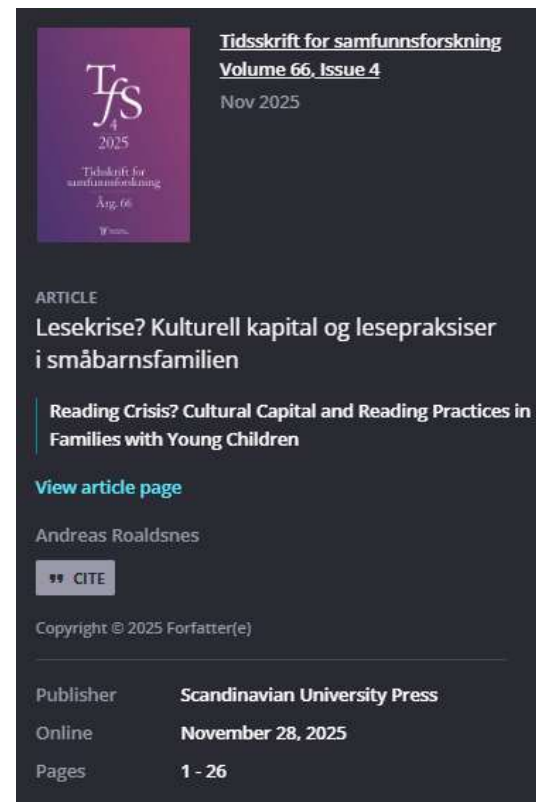 TfS
4
2025
Tidsskrift for
samfunnsforskning
Årg. 66
Tidsskrift for samfunnsforskning
Volume 66, Issue 4
Nov 2025
ARTICLE
Lesekrise? Kulturell kapital og lesepraksiser
i småbarnsfamilien
Reading Crisis? Cultural Capital and Reading Practices in
Families with Young Children
View article page
Andreas Roaldsnes
CITE
Copyright © 2025 Forfatter(e)
Publisher Scandinavian University Press
Online November 28, 2025
Pages 1 - 26